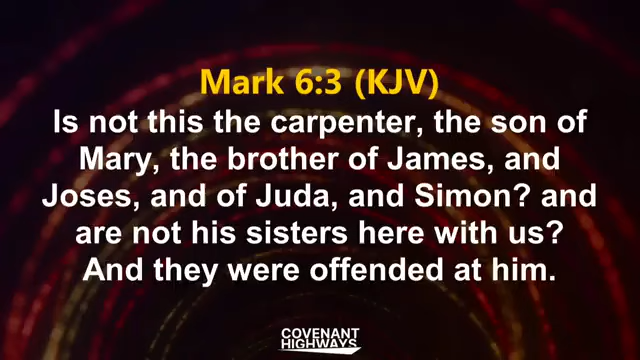 Mark 6:3 (KJV)
Is not this the carpenter, the son of
Mary, the brother of James, and
Joses, and of Juda, and Simon? and
are not his sisters here with us?
And they were offended at him.
COVENANT
HIGHWAYS